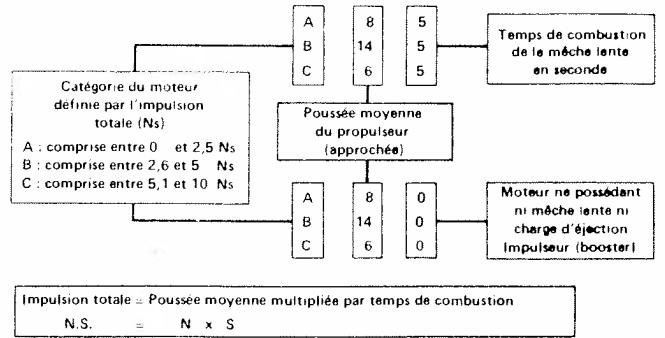 A 8 5
B 14 5
C 6 5
Temps de combustion
de le mêche lente
en seconde
Catégorie du moteur
définie par l'impulsion
totale (Ns)
A : comprise entre 0 et 2,5 Ns
B : comprise entre 2,6 et 5 Ns
C : comprise entre 5,1 et 10 Ns
Poussée moyenne
du propulseur
(approchée)
A 8 0
B 14 0
C 6 0
Moteur ne possédant
ni mêche lente ni
charge d'éjection
Impulseur (booster)
Impulsion totale = Poussée moyenne multipliée par temps de combustion
N.S. = N x S